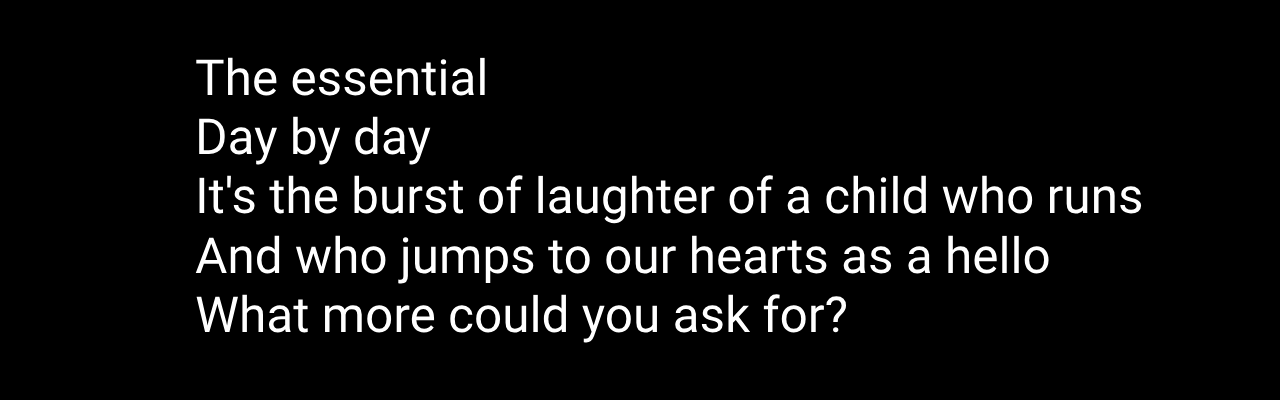 The essential
Day by day
It's the burst of laughter of a child who runs
And who jumps to our hearts as a hello
What more could you ask for?